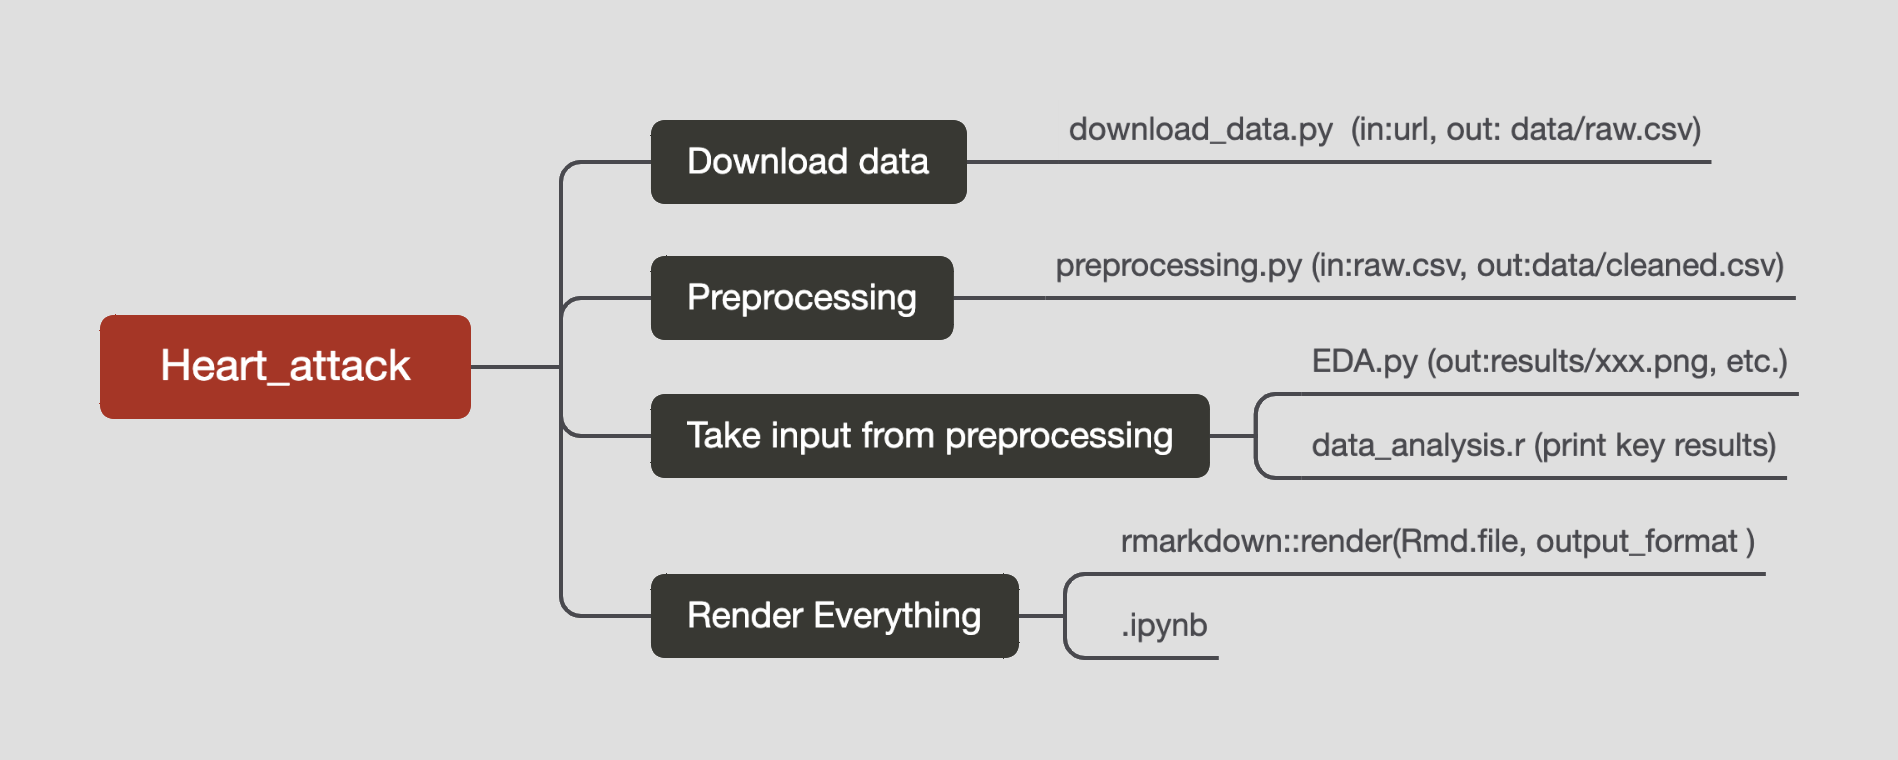 Heart_attack
Download data
download_data.py (in:url, out: data/raw.csv)
Preprocessing
preprocessing.py (in:raw.csv, out:data/cleaned.csv)
Take input from preprocessing
EDA.py (out:results/xxx.png, etc.)
data_analysis.r (print key results)
Render Everything
rmarkdown::render(Rmd.file, output_format )
.ipynb